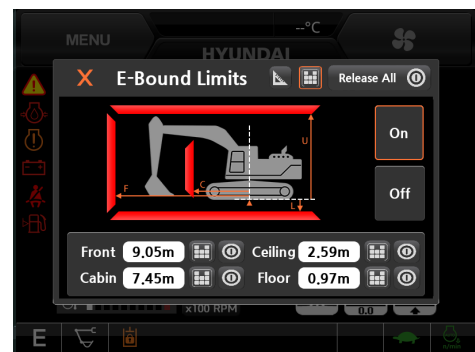 --°C
MENU
HYUNDAI
X E-Bound Limits Release All
On
U
F
C
L
Off
Front 9.05m Ceiling 2.59m
Cabin 7.45m Floor 0.97m
x100 RPM
0.0
E
n/min